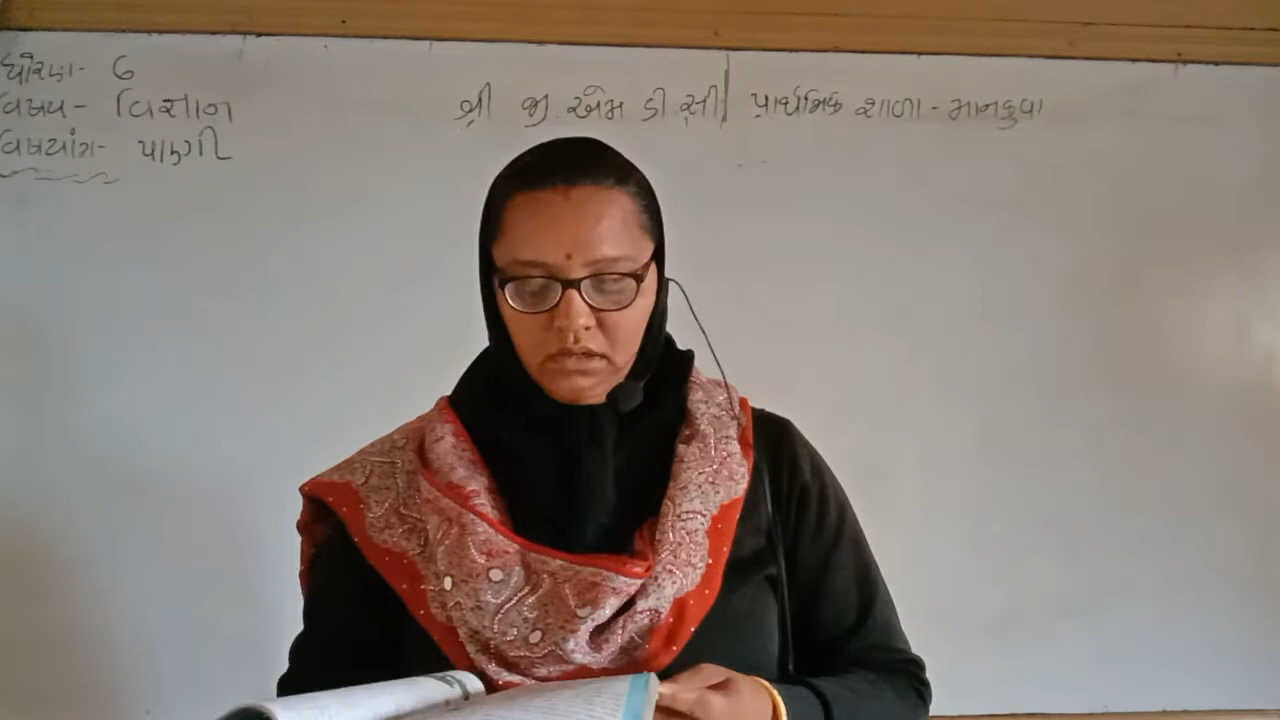 ધોરણ- 6
વિષય- વિજ્ઞાન
વિષયાંગ- પાણી
શ્રી જી એમ ડી સી પ્રાથમિક શાળા - માનકુવા